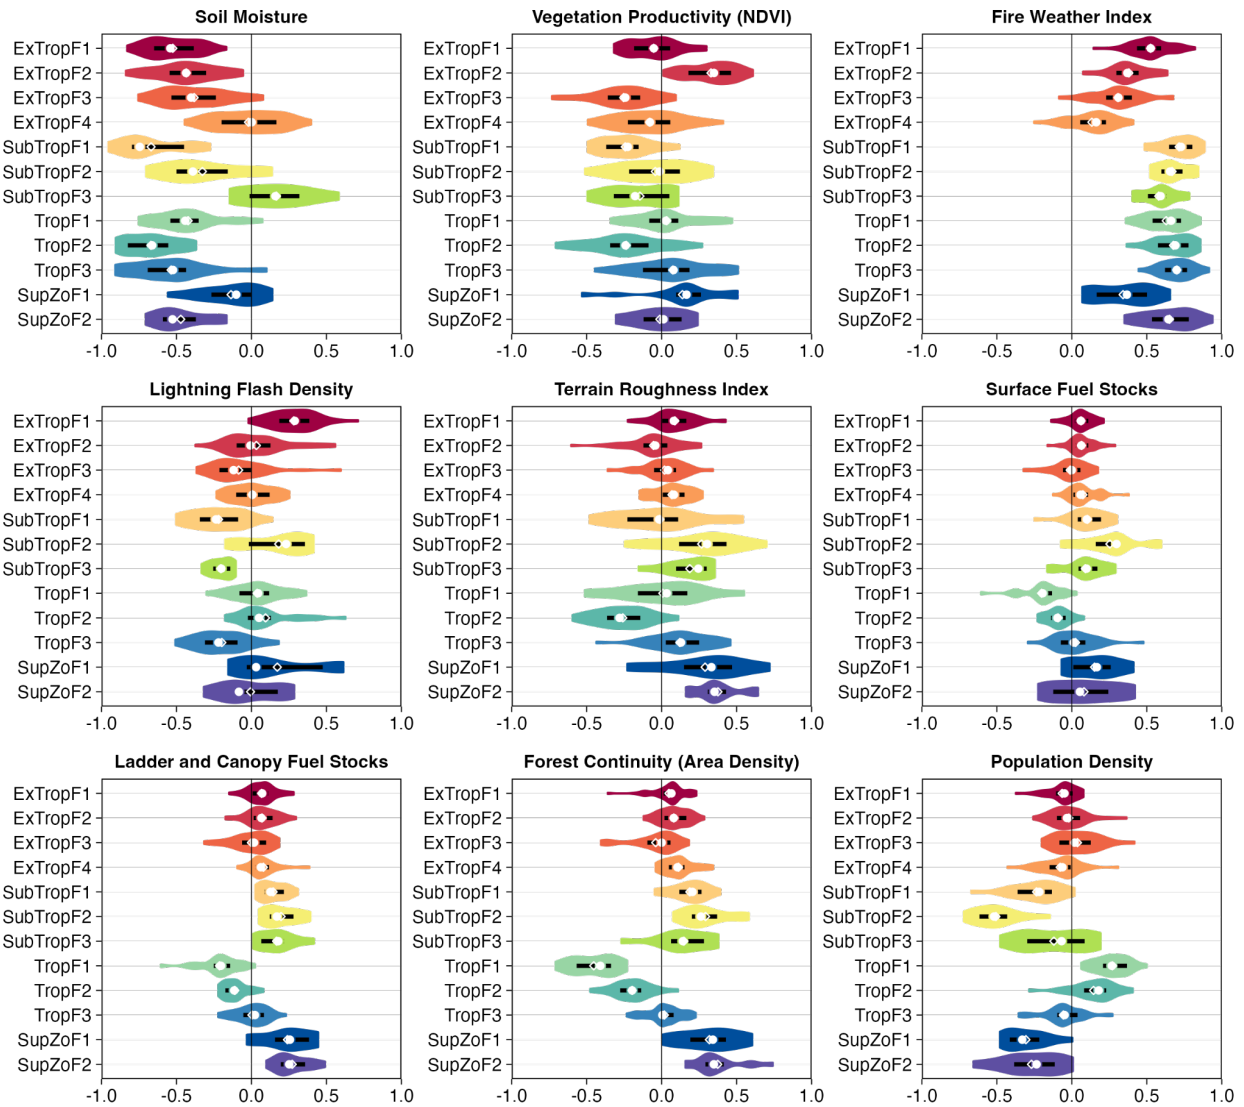 Soil Moisture
Vegetation Productivity (NDVI)
Fire Weather Index
ExTropF1
ExTropF2
ExTropF3
ExTropF4
SubTropF1
SubTropF2
SubTropF3
TropF1
TropF2
TropF3
SupZoF1
SupZoF2
-1.0 -0.5 0.0 0.5 1.0
ExTropF1
ExTropF2
ExTropF3
ExTropF4
SubTropF1
SubTropF2
SubTropF3
TropF1
TropF2
TropF3
SupZoF1
SupZoF2
-1.0 -0.5 0.0 0.5 1.0
ExTropF1
ExTropF2
ExTropF3
ExTropF4
SubTropF1
SubTropF2
SubTropF3
TropF1
TropF2
TropF3
SupZoF1
SupZoF2
-1.0 -0.5 0.0 0.5 1.0
Lightning Flash Density
Terrain Roughness Index
Surface Fuel Stocks
ExTropF1
ExTropF2
ExTropF3
ExTropF4
SubTropF1
SubTropF2
SubTropF3
TropF1
TropF2
TropF3
SupZoF1
SupZoF2
-1.0 -0.5 0.0 0.5 1.0
ExTropF1
ExTropF2
ExTropF3
ExTropF4
SubTropF1
SubTropF2
SubTropF3
TropF1
TropF2
TropF3
SupZoF1
SupZoF2
-1.0 -0.5 0.0 0.5 1.0
ExTropF1
ExTropF2
ExTropF3
ExTropF4
SubTropF1
SubTropF2
SubTropF3
TropF1
TropF2
TropF3
SupZoF1
SupZoF2
-1.0 -0.5 0.0 0.5 1.0
Ladder and Canopy Fuel Stocks
Forest Continuity (Area Density)
Population Density
ExTropF1
ExTropF2
ExTropF3
ExTropF4
SubTropF1
SubTropF2
SubTropF3
TropF1
TropF2
TropF3
SupZoF1
SupZoF2
-1.0 -0.5 0.0 0.5 1.0
ExTropF1
ExTropF2
ExTropF3
ExTropF4
SubTropF1
SubTropF2
SubTropF3
TropF1
TropF2
TropF3
SupZoF1
SupZoF2
-1.0 -0.5 0.0 0.5 1.0
ExTropF1
ExTropF2
ExTropF3
ExTropF4
SubTropF1
SubTropF2
SubTropF3
TropF1
TropF2
TropF3
SupZoF1
SupZoF2
-1.0 -0.5 0.0 0.5 1.0